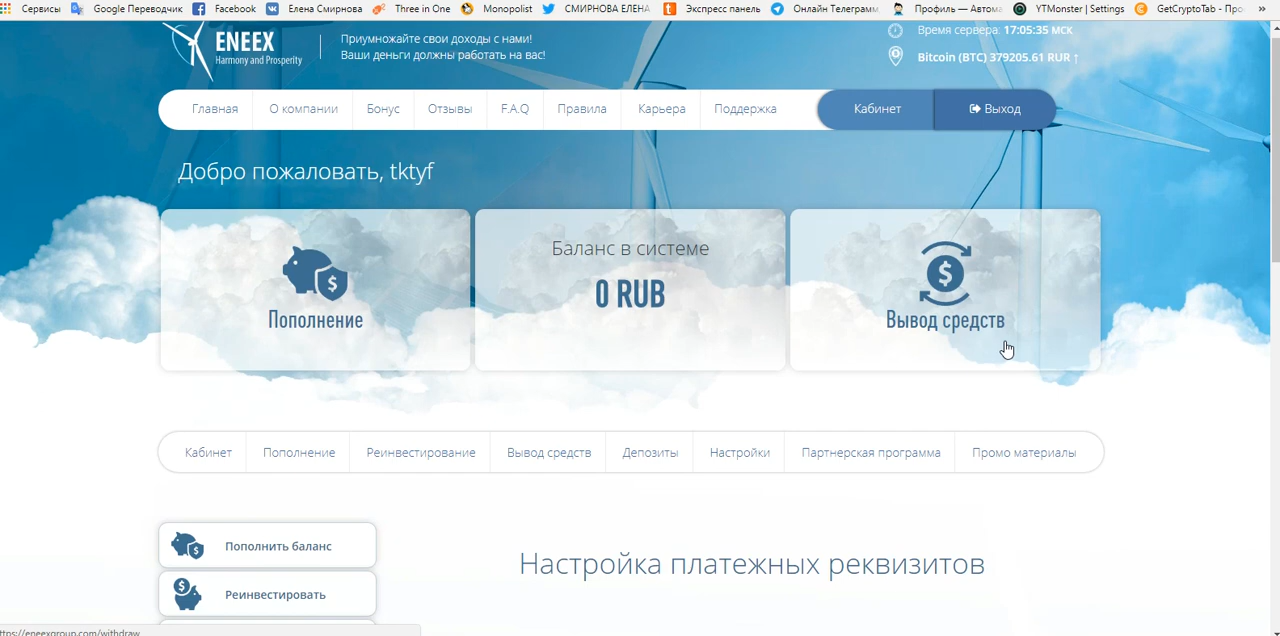 Сервисы Google Переводчик Facebook Елена Смирнова Three in One Monopolist СМИРНОВА ЕЛЕНА Экспресс панель Онлайн Телеграмм Профиль — Автома YTMonster | Settings GetCryptoTab - Про »
ENEEX
Harmony and Prosperity
Приумножайте свои доходы с нами!
Ваши деньги должны работать на вас!
Время сервера: 17:05:35 МСК
Bitcoin (BTC) 379205.61 RUR ↑
Главная О компании Бонус Отзывы F.A.Q Правила Карьера Поддержка Кабинет Выход
Добро пожаловать, tktyf
Пополнение
Баланс в системе
0 RUB
Вывод средств
Кабинет Пополнение Реинвестирование Вывод средств Депозиты Настройки Партнерская программа Промо материалы
Пополнить баланс
Реинвестировать
Настройка платежных реквизитов
ttps://eneexgroup.com/withdraw